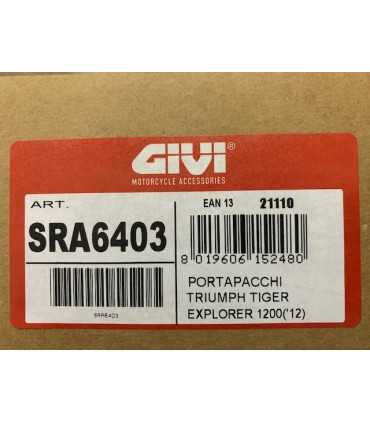 GIVI®
MOTORCYCLE ACCESSORIES
ART.
SRA6403
SRA6403
EAN 13 21110
8 019606 152480
PORTAPACCHI
TRIUMPH TIGER
EXPLORER 1200('12)